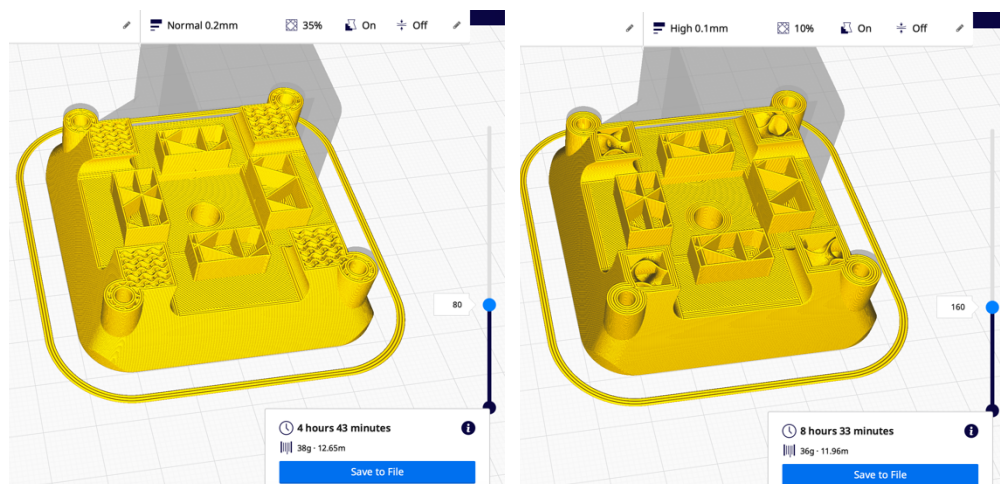 Normal 0.2mm 35% On Off
80
4 hours 43 minutes
38g · 12.65m
Save to File
High 0.1mm 10% On Off
160
8 hours 33 minutes
36g · 11.96m
Save to File